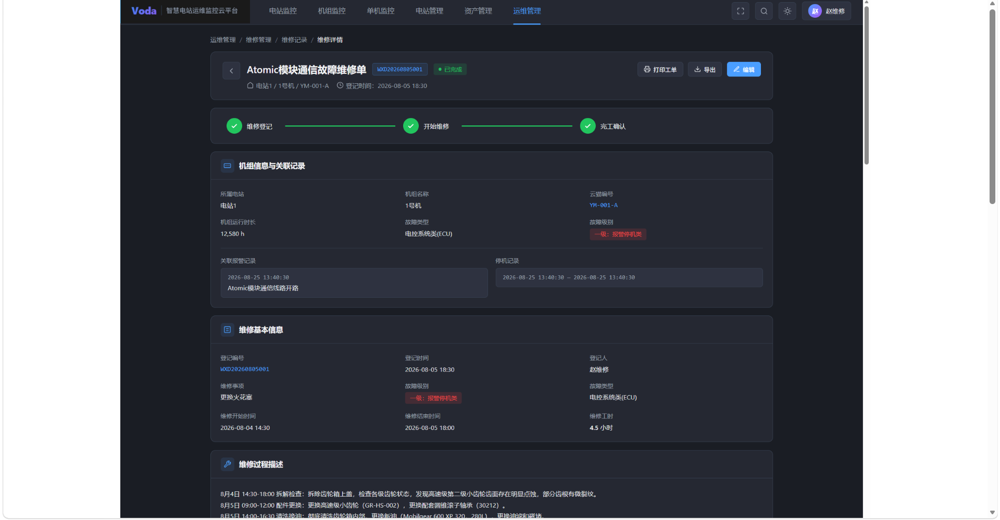 Voda 智慧电站运维监控云平台 电站监控 机组监控 单机监控 电站管理 资产管理 运维管理 赵 赵维修
运维管理 / 维修管理 / 维修记录 / 维修详情
Atomic模块通信故障维修单 WXD20260805001 已完成 打印工单 导出 编辑
电站1 / 1号机 / YM-001-A 登记时间：2026-08-05 18:30
维修登记 开始维修 完工确认
机组信息与关联记录
所属电站 机组名称 云猫编号
电站1 1号机 YM-001-A
机组运行时长 故障类型 故障级别
12,580 h 电控系统类(ECU) 一级：报警停机类
关联报警记录 停机记录
2026-08-25 13:40:30 2026-08-25 13:40:30 — 2026-08-25 13:40:30
Atomic模块通信线路开路
维修基本信息
登记编号 登记时间 登记人
WXD20260805001 2026-08-05 18:30 赵维修
维修事项 故障级别 故障类型
更换火花塞 一级：报警停机类 电控系统类(ECU)
维修开始时间 维修结束时间 维修工时
2026-08-04 14:30 2026-08-05 18:00 4.5 小时
维修过程描述
8月4日 14:30-18:00 拆解检查：拆除齿轮箱上盖，检查各级齿轮状态，发现高速级第二级小齿轮齿面存在明显点蚀，部分齿根有微裂纹。
8月5日 09:00-12:00 配件更换：更换高速级小齿轮（GR-HS-002），更换配套圆锥滚子轴承（30212）。
8月5日 14:00-16:30 清洗换油：彻底清洗齿轮箱内部，更换新油（Mobilgear 600 XP 320，280L），更换油滤和磁堵。